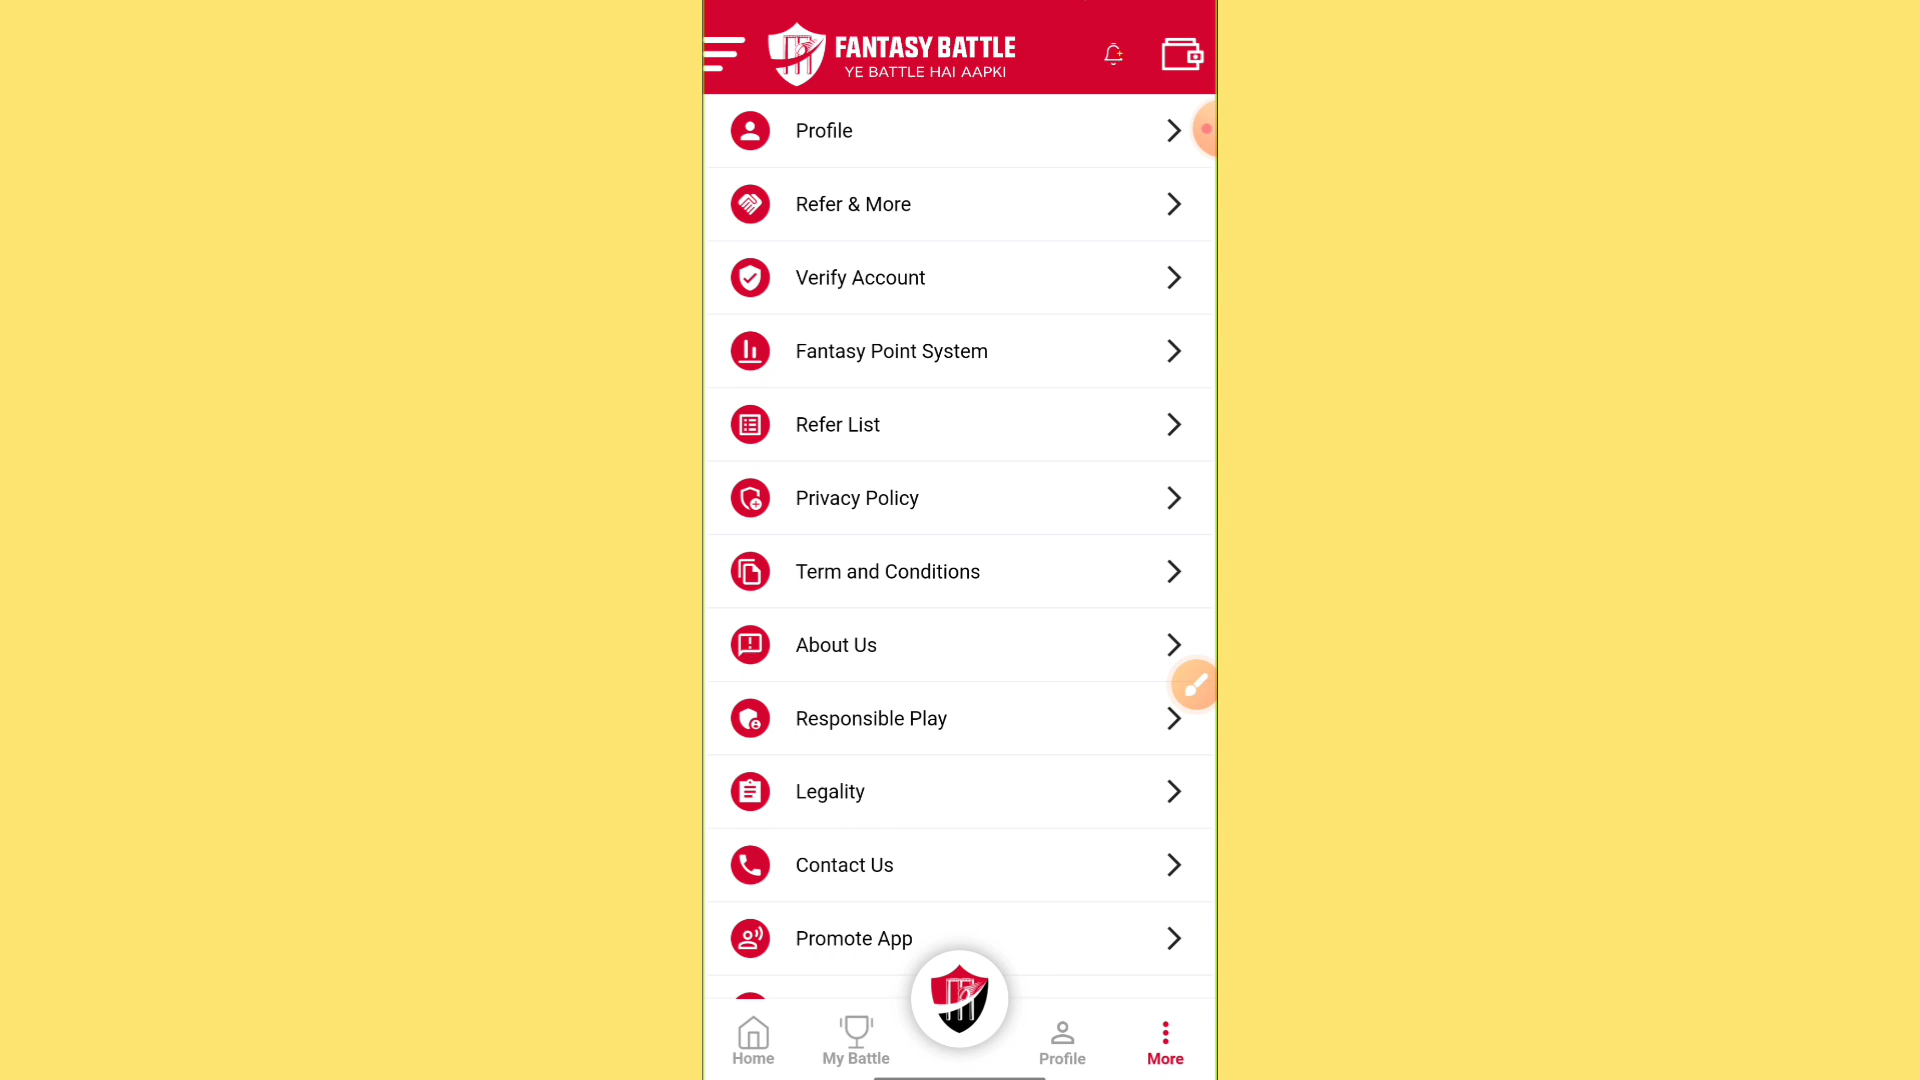 FANTASY BATTLE
YE BATTLE HAI AAPKI
Profile
Refer & More
Verify Account
Fantasy Point System
Refer List
Privacy Policy
Term and Conditions
About Us
Responsible Play
Legality
Contact Us
Promote App
Home
My Battle
Profile
More